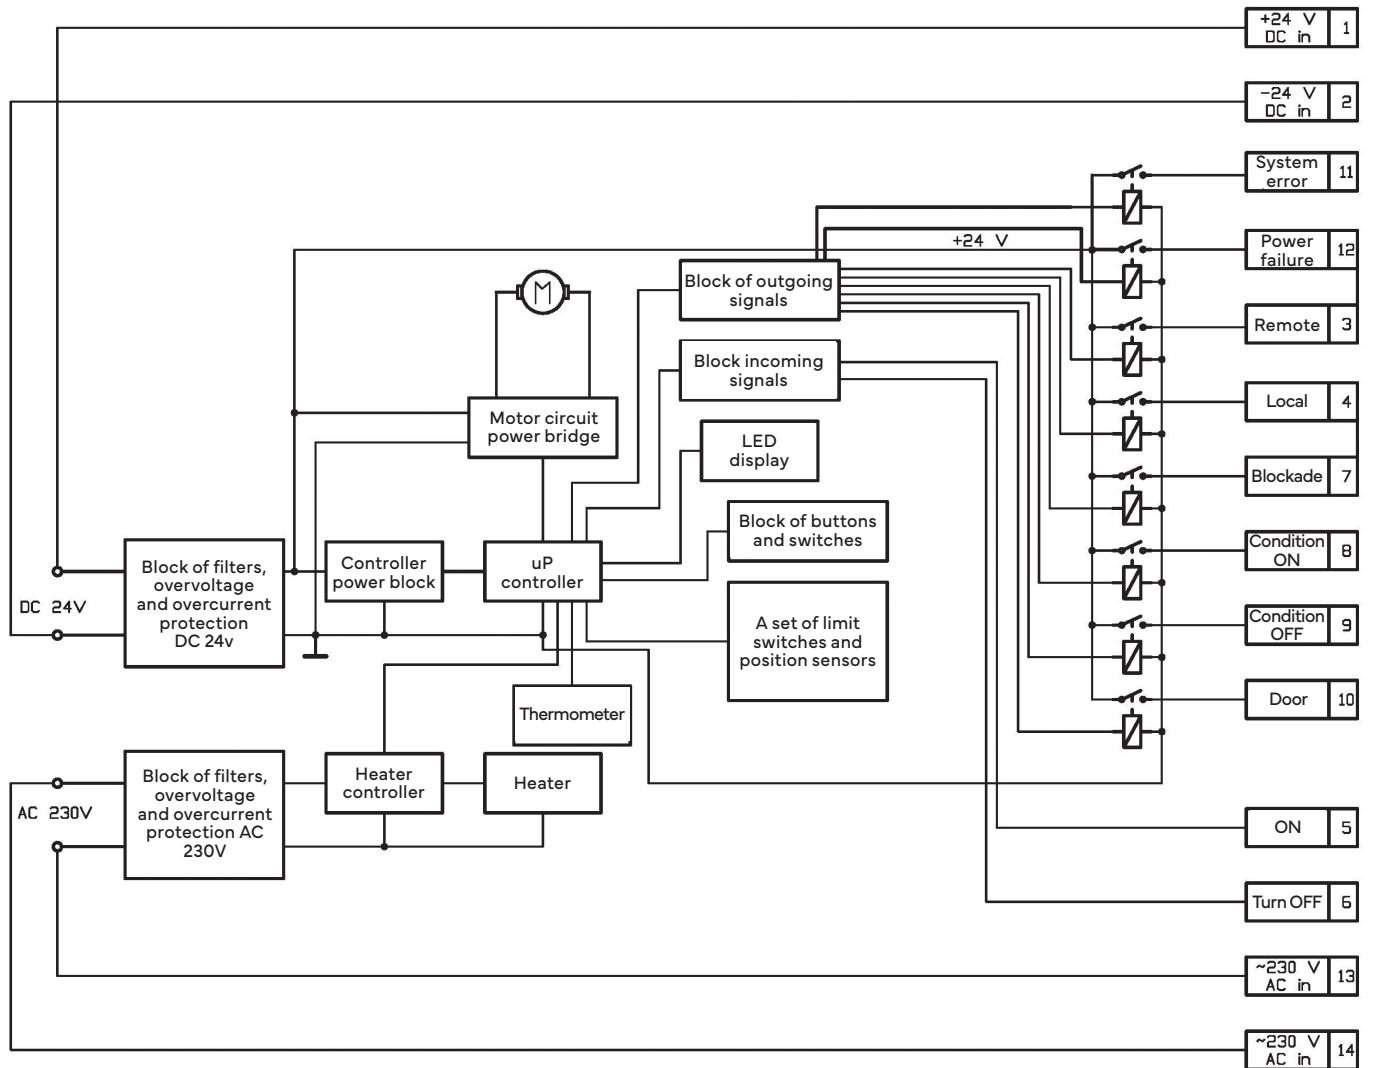 +24 V
DC in
1
-24 V
DC in
2
System
error
11
+24 V
Power
failure
12
M
Block of outgoing
signals
Remote
3
Block incoming
signals
Local
4
Motor circuit
power bridge
LED
display
Blockade
7
Block of buttons
and switches
Condition
ON
8
Block of filters,
overvoltage
and overcurrent
protection
DC 24v
Controller
power block
uP
controller
DC 24V
A set of limit
switches and
position sensors
Condition
OFF
9
Thermometer
Door
10
Block of filters,
overvoltage
and overcurrent
protection AC
230V
Heater
controller
Heater
AC 230V
ON
5
Turn OFF
6
~230 V
AC in
13
~230 V
AC in
14